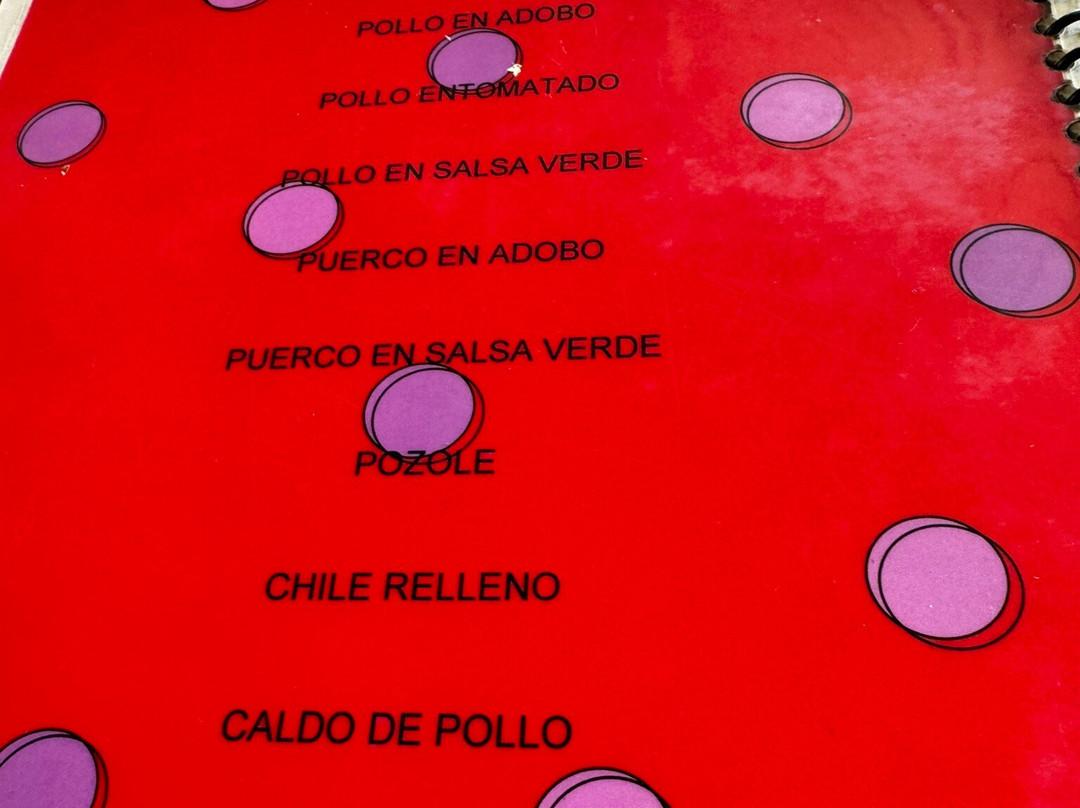 POLLO EN ADOBO
POLLO ENTOMATADO
POLLO EN SALSA VERDE
PUERCO EN ADOBO
PUERCO EN SALSA VERDE
POZOLE
CHILE RELLENO
CALDO DE POLLO